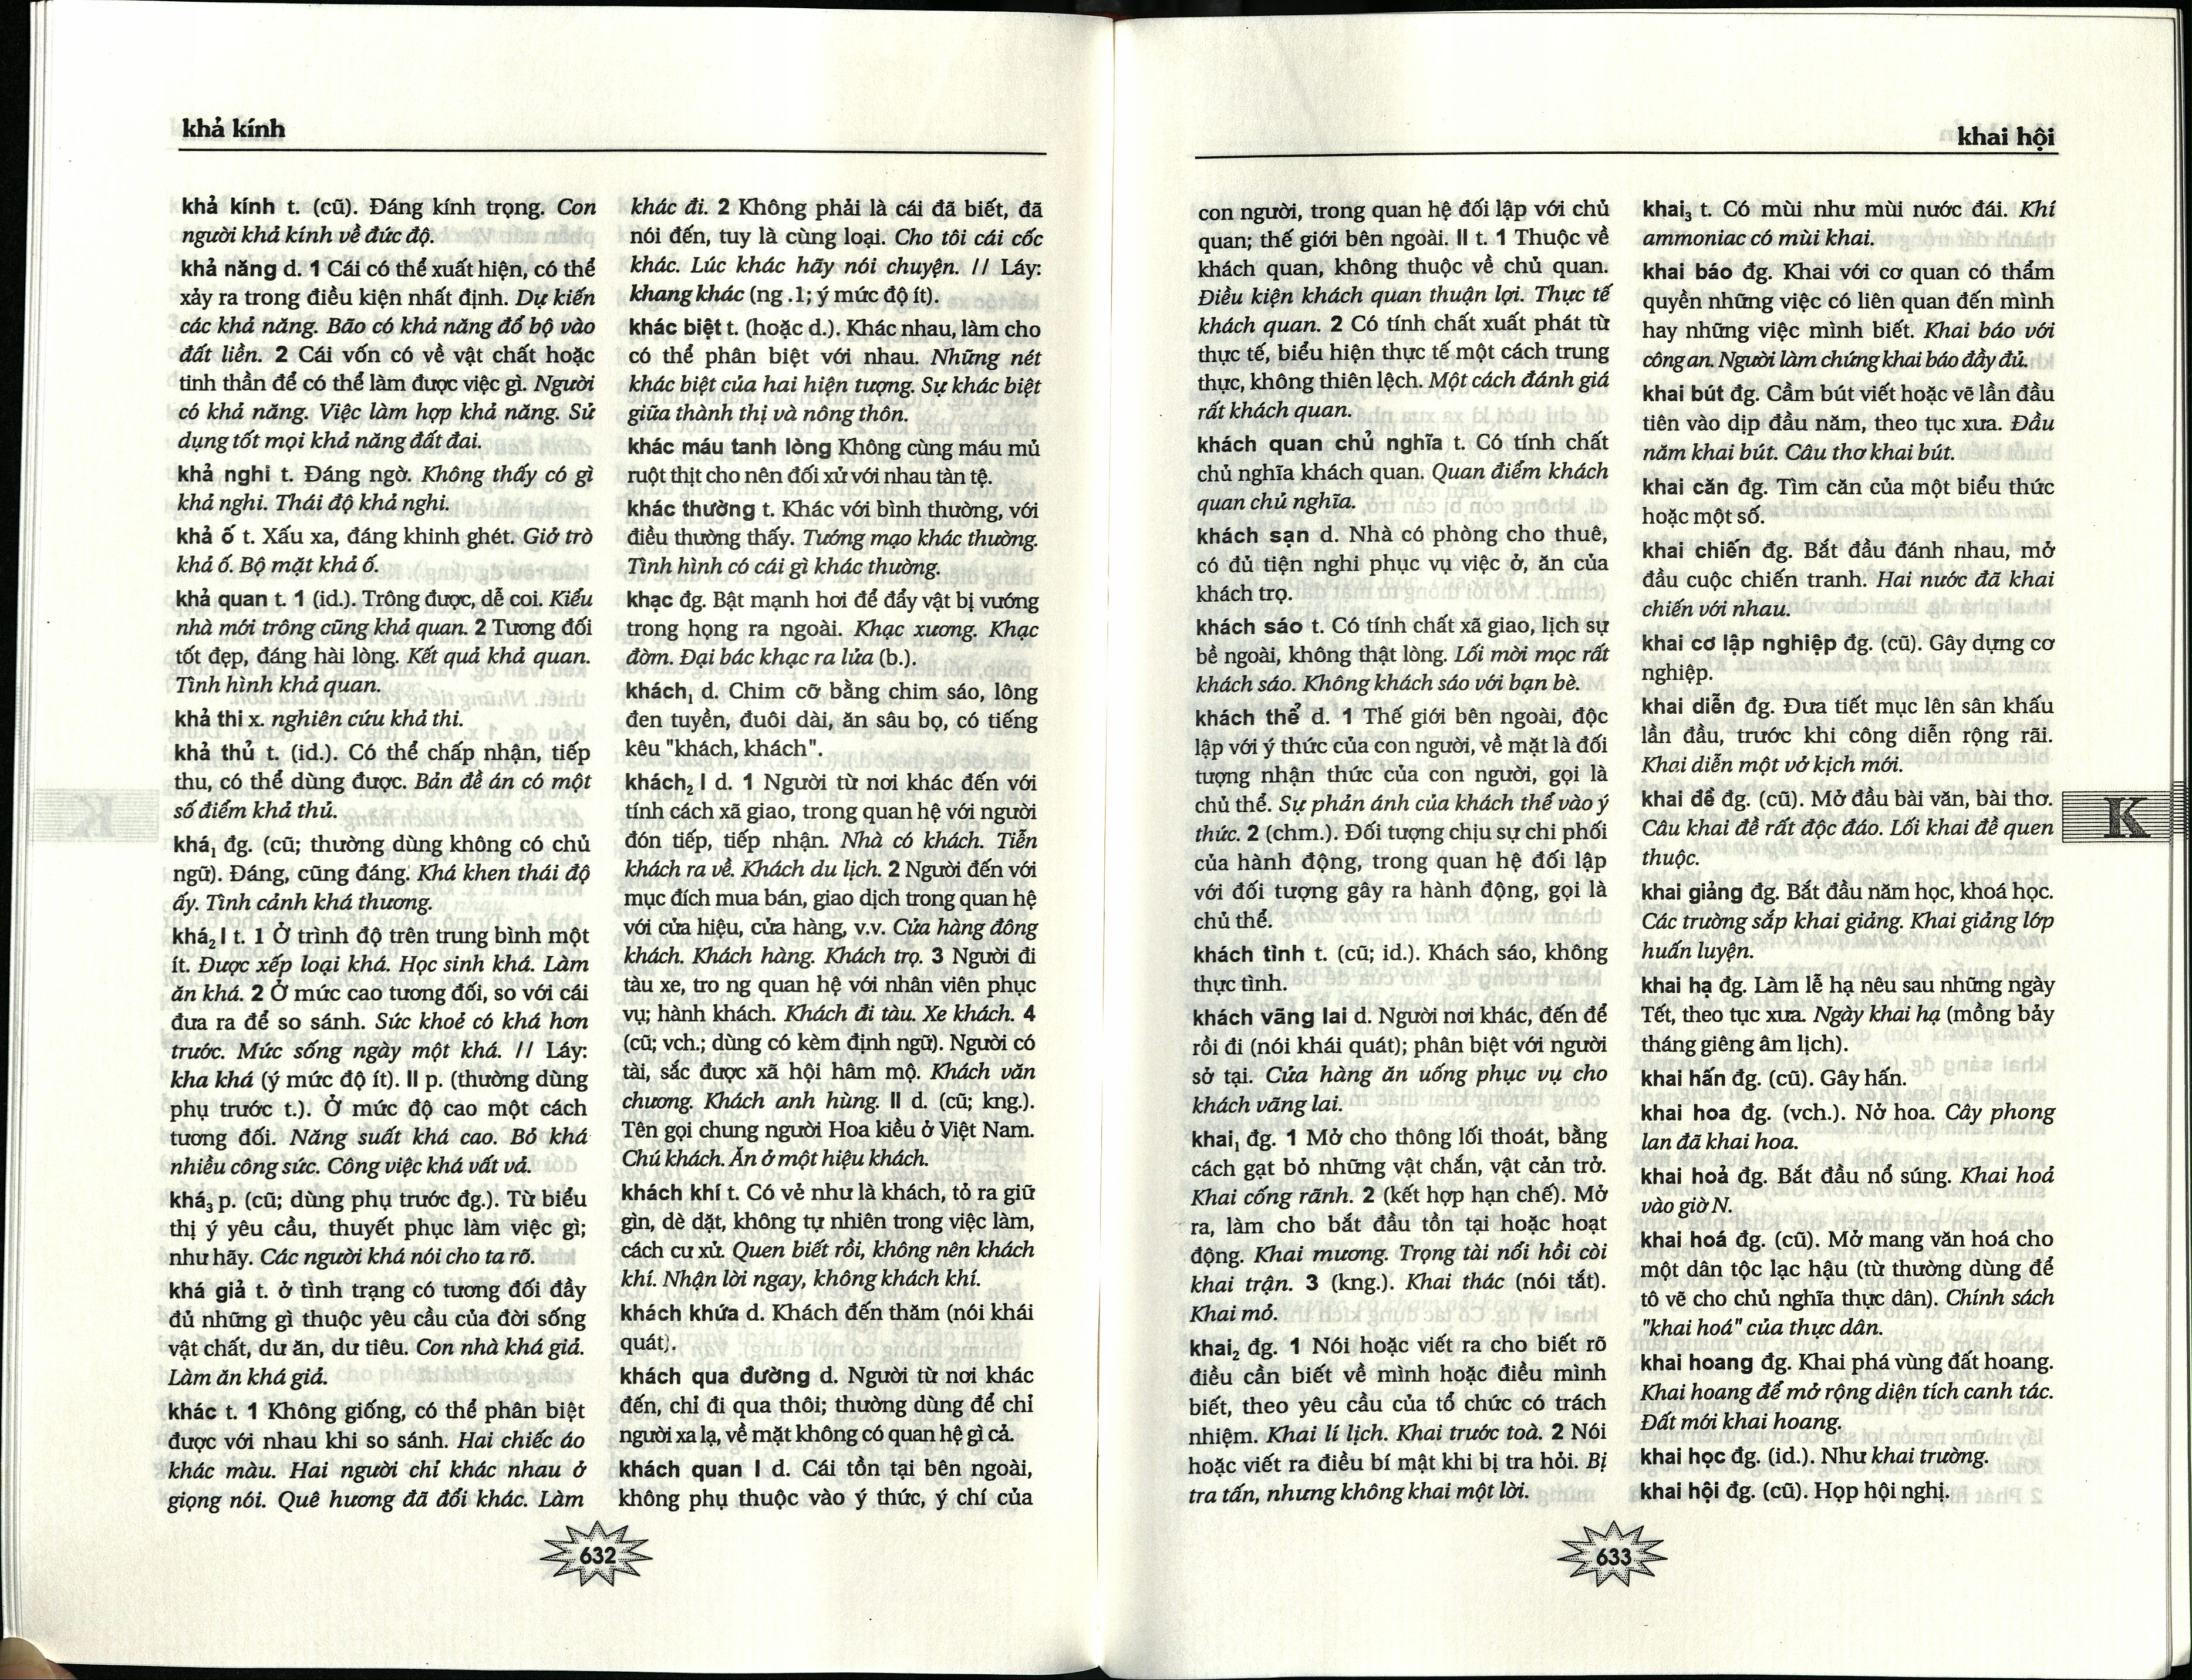 khả kính
khả kính t. (cũ). Đáng kính trọng. Con
người khả kính về đức độ.
khả năng d. 1 Cái có thể xuất hiện, có thể
xảy ra trong điều kiện nhất định. Dự kiến
các khả năng. Bão có khả năng đổ bộ vào
đất liền. 2 Cái vốn có về vật chất hoặc
tinh thần để có thể làm được việc gì. Người
có khả năng. Việc làm hợp khả năng. Sử
dụng tốt mọi khả năng đất đai.
khả nghi t. Đáng ngờ. Không thấy có gì
khả nghi. Thái độ khả nghi.
khả ố t. Xấu xa, đáng khinh ghét. Giở trò
khả ố. Bộ mặt khả ố.
khả quan t. 1 (id.). Trông được, dễ coi. Kiểu
nhà mới trông cũng khả quan. 2 Tương đối
tốt đẹp, đáng hài lòng. Kết quả khả quan.
Tình hình khả quan.
khả thi x. nghiên cứu khả thi.
khả thủ t. (id.). Có thể chấp nhận, tiếp
thu, có thể dùng được. Bản đề án có một
số điểm khả thủ.
khá₁ đg. (cũ; thường dùng không có chủ
ngữ). Đáng, cũng đáng. Khá khen thái độ
ấy. Tình cảnh khá thương.
khá₂ I t. 1 Ở trình độ trên trung bình một
ít. Được xếp loại khá. Học sinh khá. Làm
ăn khá. 2 Ở mức cao tương đối, so với cái
đưa ra để so sánh. Sức khoẻ có khá hơn
trước. Mức sống ngày một khá. // Láy:
kha khá (ý mức độ ít). II p. (thường dùng
phụ trước t.). Ở mức độ cao một cách
tương đối. Năng suất khá cao. Bỏ khá
nhiều công sức. Công việc khá vất vả.
khá₃ p. (cũ; dùng phụ trước đg.). Từ biểu
thị ý yêu cầu, thuyết phục làm việc gì;
như hãy. Các người khá nói cho ta rõ.
khá giả t. ở tình trạng có tương đối đầy
đủ những gì thuộc yêu cầu của đời sống
vật chất, dư ăn, dư tiêu. Con nhà khá giả.
Làm ăn khá giả.
khác t. 1 Không giống, có thể phân biệt
được với nhau khi so sánh. Hai chiếc áo
khác màu. Hai người chỉ khác nhau ở
giọng nói. Quê hương đã đổi khác. Làm
khác đi. 2 Không phải là cái đã biết, đã
nói đến, tuy là cùng loại. Cho tôi cái cốc
khác. Lúc khác hãy nói chuyện. // Láy:
khang khác (ng .1; ý mức độ ít).
khác biệt t. (hoặc d.). Khác nhau, làm cho
có thể phân biệt với nhau. Những nét
khác biệt của hai hiện tượng. Sự khác biệt
giữa thành thị và nông thôn.
khác máu tanh lòng Không cùng máu mủ
ruột thịt cho nên đối xử với nhau tàn tệ.
khác thường t. Khác với bình thường, với
điều thường thấy. Tướng mạo khác thường.
Tình hình có cái gì khác thường.
khạc đg. Bật mạnh hơi để đẩy vật bị vướng
trong họng ra ngoài. Khạc xương. Khạc
đờm. Đại bác khạc ra lửa (b.).
khách₁ d. Chim cỡ bằng chim sáo, lông
đen tuyền, đuôi dài, ăn sâu bọ, có tiếng
kêu "khách, khách".
khách₂ I d. 1 Người từ nơi khác đến với
tính cách xã giao, trong quan hệ với người
đón tiếp, tiếp nhận. Nhà có khách. Tiễn
khách ra về. Khách du lịch. 2 Người đến với
mục đích mua bán, giao dịch trong quan hệ
với cửa hiệu, cửa hàng, v.v. Cửa hàng đông
khách. Khách hàng. Khách trọ. 3 Người đi
tàu xe, tro ng quan hệ với nhân viên phục
vụ; hành khách. Khách đi tàu. Xe khách. 4
(cũ; vch.; dùng có kèm định ngữ). Người có
tài, sắc được xã hội hâm mộ. Khách văn
chương. Khách anh hùng. II d. (cũ; kng.).
Tên gọi chung người Hoa kiều ở Việt Nam.
Chú khách. Ăn ở một hiệu khách.
khách khí t. Có vẻ như là khách, tỏ ra giữ
gìn, dè dặt, không tự nhiên trong việc làm,
cách cư xử. Quen biết rồi, không nên khách
khí. Nhận lời ngay, không khách khí.
khách khứa d. Khách đến thăm (nói khái
quát).
khách qua đường d. Người từ nơi khác
đến, chỉ đi qua thôi; thường dùng để chỉ
người xa lạ, về mặt không có quan hệ gì cả.
khách quan I d. Cái tồn tại bên ngoài,
không phụ thuộc vào ý thức, ý chí của
632
khai hội
con người, trong quan hệ đối lập với chủ
quan; thế giới bên ngoài. II t. 1 Thuộc về
khách quan, không thuộc về chủ quan.
Điều kiện khách quan thuận lợi. Thực tế
khách quan. 2 Có tính chất xuất phát từ
thực tế, biểu hiện thực tế một cách trung
thực, không thiên lệch. Một cách đánh giá
rất khách quan.
khách quan chủ nghĩa t. Có tính chất
chủ nghĩa khách quan. Quan điểm khách
quan chủ nghĩa.
khách sạn d. Nhà có phòng cho thuê,
có đủ tiện nghi phục vụ việc ở, ăn của
khách trọ.
khách sáo t. Có tính chất xã giao, lịch sự
bề ngoài, không thật lòng. Lối mời mọc rất
khách sáo. Không khách sáo với bạn bè.
khách thể d. 1 Thế giới bên ngoài, độc
lập với ý thức của con người, về mặt là đối
tượng nhận thức của con người, gọi là
chủ thể. Sự phản ánh của khách thể vào ý
thức. 2 (chm.). Đối tượng chịu sự chi phối
của hành động, trong quan hệ đối lập
với đối tượng gây ra hành động, gọi là
chủ thể.
khách tình t. (cũ; id.). Khách sáo, không
thực tình.
khách vãng lai d. Người nơi khác, đến để
rồi đi (nói khái quát); phân biệt với người
sở tại. Cửa hàng ăn uống phục vụ cho
khách vãng lai.
khai₁ đg. 1 Mở cho thông lối thoát, bằng
cách gạt bỏ những vật chắn, vật cản trở.
Khai cống rãnh. 2 (kết hợp hạn chế). Mở
ra, làm cho bắt đầu tồn tại hoặc hoạt
động. Khai mương. Trọng tài nổi hồi còi
khai trận. 3 (kng.). Khai thác (nói tắt).
Khai mỏ.
khai₂ đg. 1 Nói hoặc viết ra cho biết rõ
điều cần biết về mình hoặc điều mình
biết, theo yêu cầu của tổ chức có trách
nhiệm. Khai lí lịch. Khai trước toà. 2 Nói
hoặc viết ra điều bí mật khi bị tra hỏi. Bị
tra tấn, nhưng không khai một lời.
khai₃ t. Có mùi như mùi nước đái. Khí
ammoniac có mùi khai.
khai báo đg. Khai với cơ quan có thẩm
quyền những việc có liên quan đến mình
hay những việc mình biết. Khai báo với
công an. Người làm chứng khai báo đầy đủ.
khai bút đg. Cầm bút viết hoặc vẽ lần đầu
tiên vào dịp đầu năm, theo tục xưa. Đầu
năm khai bút. Câu thơ khai bút.
khai căn đg. Tìm căn của một biểu thức
hoặc một số.
khai chiến đg. Bắt đầu đánh nhau, mở
đầu cuộc chiến tranh. Hai nước đã khai
chiến với nhau.
khai cơ lập nghiệp đg. (cũ). Gây dựng cơ
nghiệp.
khai diễn đg. Đưa tiết mục lên sân khấu
lần đầu, trước khi công diễn rộng rãi.
Khai diễn một vở kịch mới.
khai đề đg. (cũ). Mở đầu bài văn, bài thơ.
Câu khai đề rất độc đáo. Lối khai đề quen
thuộc.
khai giảng đg. Bắt đầu năm học, khoá học.
Các trường sắp khai giảng. Khai giảng lớp
huấn luyện.
khai hạ đg. Làm lễ hạ nêu sau những ngày
Tết, theo tục xưa. Ngày khai hạ (mồng bảy
tháng giêng âm lịch).
khai hấn đg. (cũ). Gây hấn.
khai hoa đg. (vch.). Nở hoa. Cây phong
lan đã khai hoa.
khai hoả đg. Bắt đầu nổ súng. Khai hoả
vào giờ N.
khai hoá đg. (cũ). Mở mang văn hoá cho
một dân tộc lạc hậu (từ thường dùng để
tô vẽ cho chủ nghĩa thực dân). Chính sách
"khai hoá" của thực dân.
khai hoang đg. Khai phá vùng đất hoang.
Khai hoang để mở rộng diện tích canh tác.
Đất mới khai hoang.
khai học đg. (id.). Như khai trường.
khai hội đg. (cũ). Họp hội nghị.
K
633